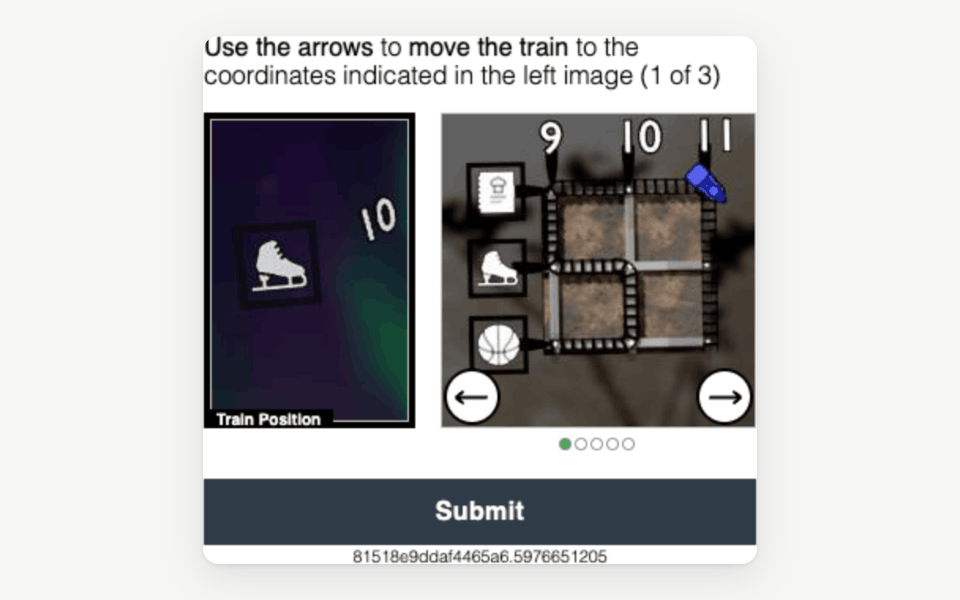 Use the arrows to move the train to the
coordinates indicated in the left image (1 of 3)
10
Train Position
9 10 11
Submit
81518e9ddaf4465a6.5976651205